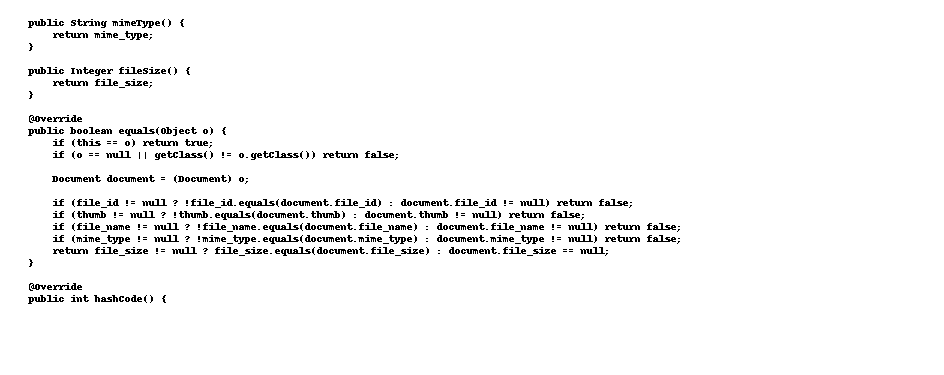 public String mimeType() {
return mime_type;
}
public Integer fileSize() {
return file_size;
}
@Override
public boolean equals(Object o) {
if (this == o) return true;
if (o == null || getClass() != o.getClass()) return false;
Document document = (Document) o;
if (file_id != null ? !file_id.equals(document.file_id) : document.file_id != null) return false;
if (thumb != null ? !thumb.equals(document.thumb) : document.thumb != null) return false;
if (file_name != null ? !file_name.equals(document.file_name) : document.file_name != null) return false;
if (mime_type != null ? !mime_type.equals(document.mime_type) : document.mime_type != null) return false;
return file_size != null ? file_size.equals(document.file_size) : document.file_size == null;
}
@Override
public int hashCode() {